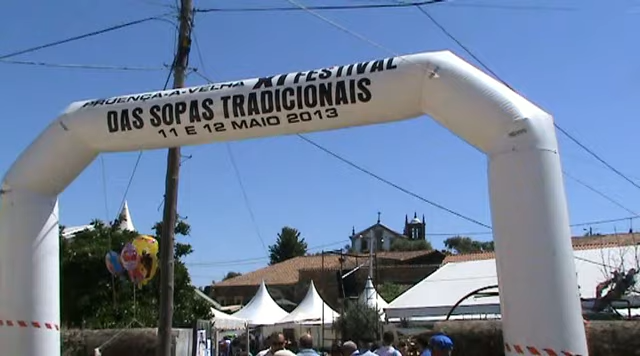 PROENÇA-A-VELHA XI FESTIVAL
DAS SOPAS TRADICIONAIS
11 E 12 MAIO 2013